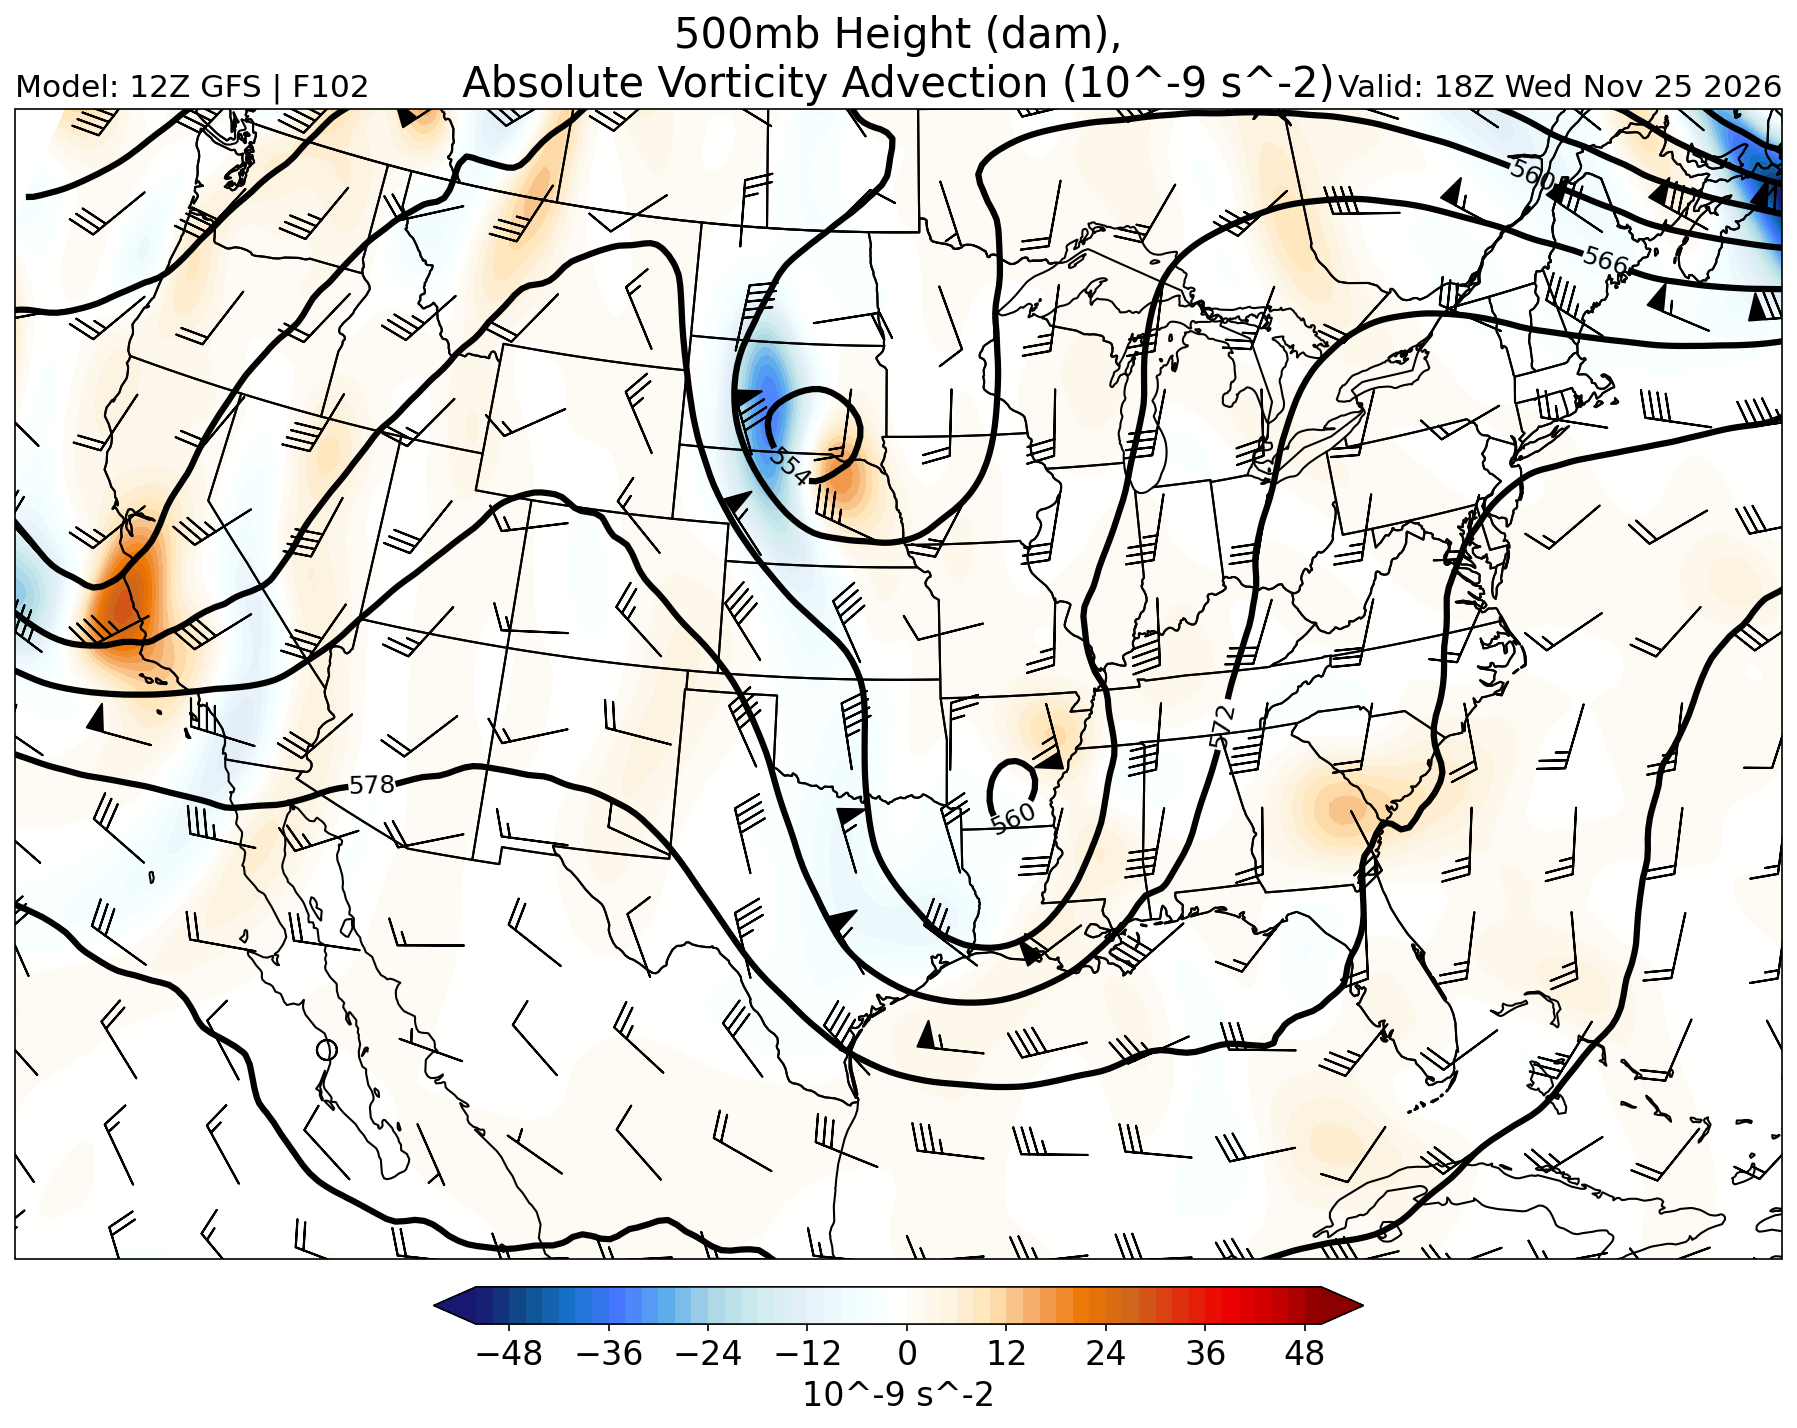 500mb Height (dam),
Model: 12Z GFS | F102
Absolute Vorticity Advection (10^-9 s^-2)
Valid: 18Z Wed Nov 25 2026
560
566
554
572
578
560
−48 −36 −24 −12 0 12 24 36 48
10^-9 s^-2